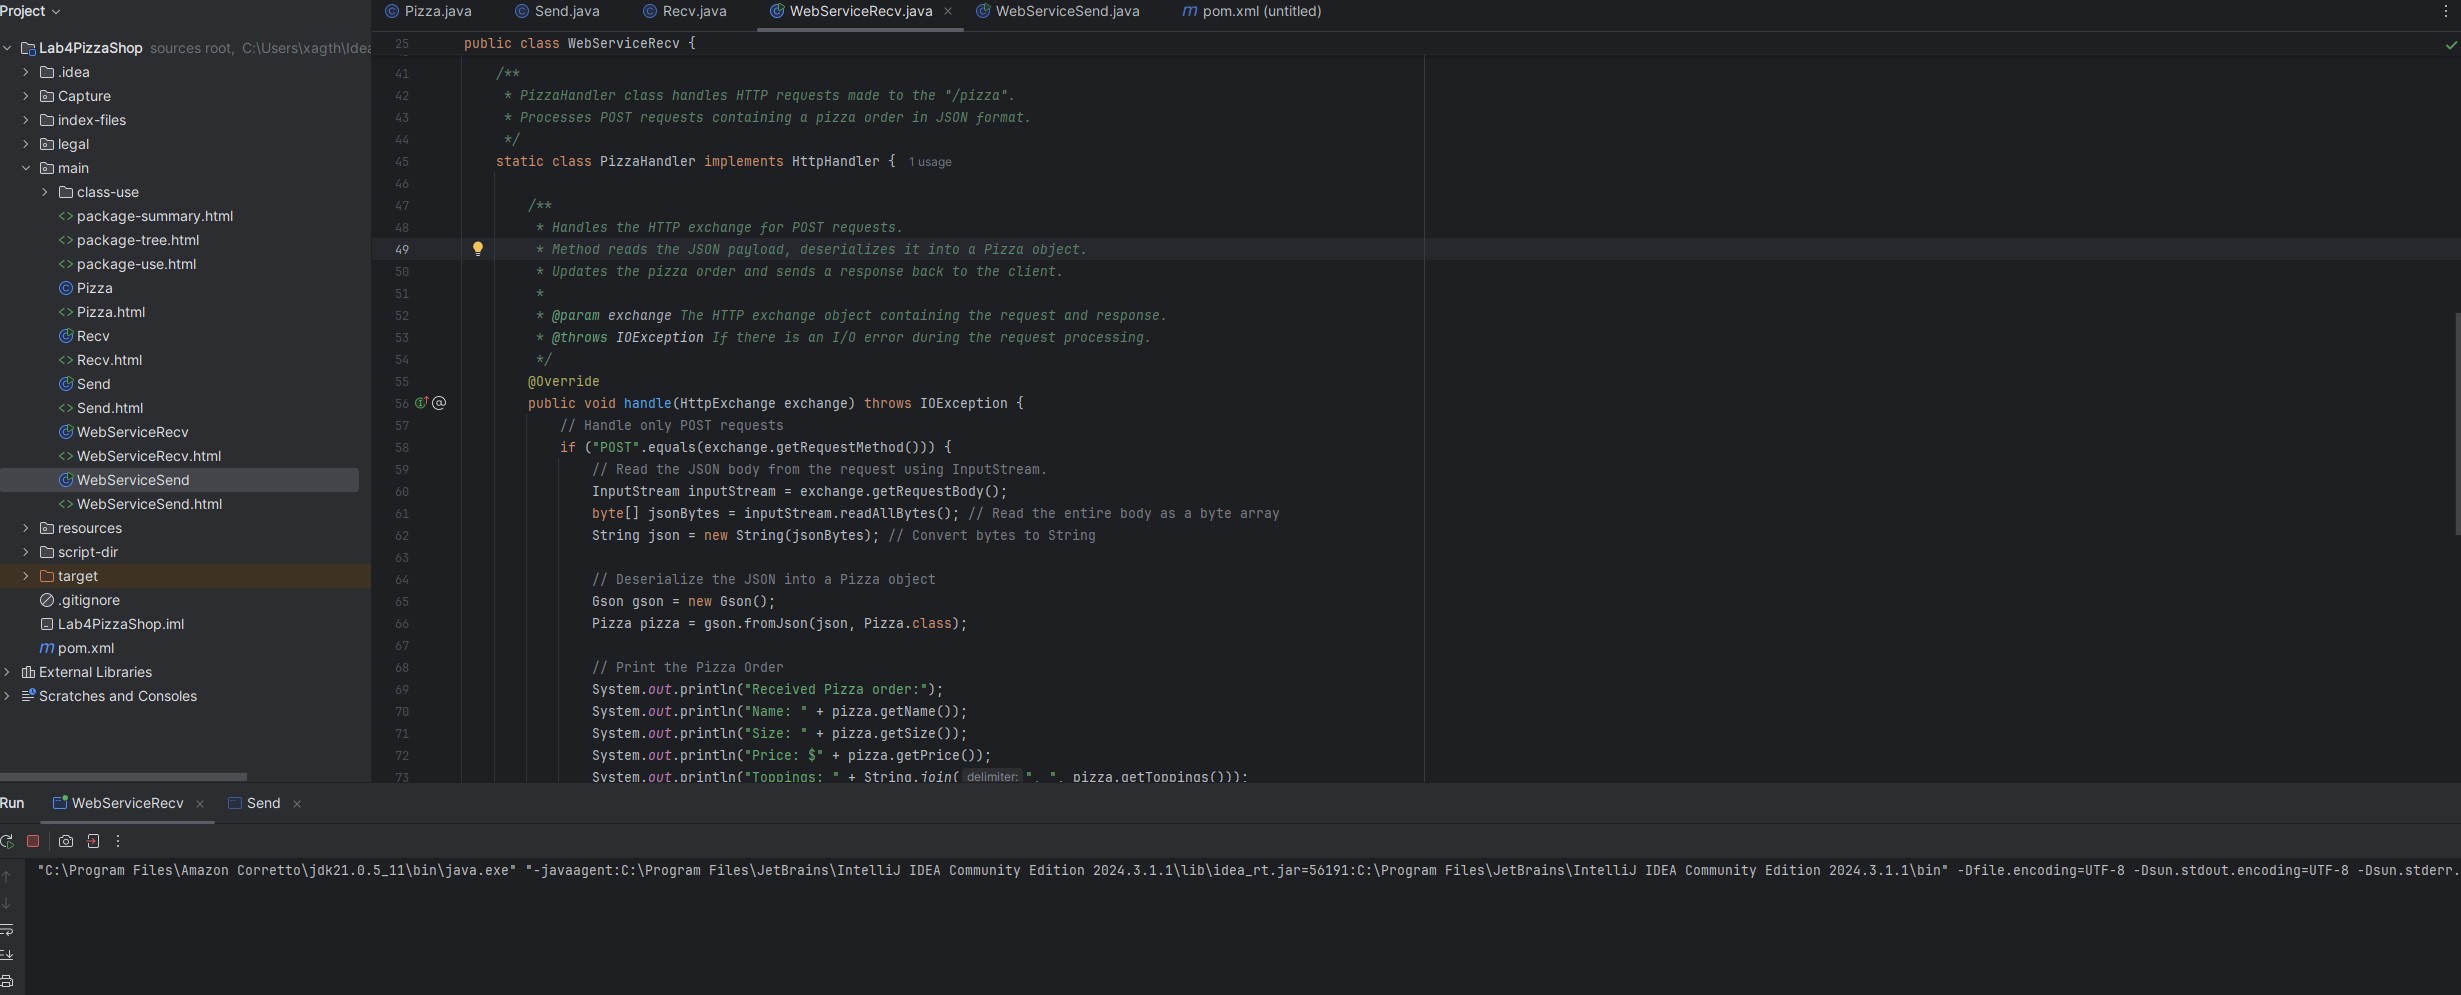 Project
Pizza.java Send.java Recv.java WebServiceRecv.java × WebServiceSend.java m pom.xml (untitled)
Lab4PizzaShop sources root, C:\Users\xagth\Idea
.idea
Capture
index-files
legal
main
class-use
package-summary.html
package-tree.html
package-use.html
Pizza
Pizza.html
Recv
Recv.html
Send
Send.html
WebServiceRecv
WebServiceRecv.html
WebServiceSend
WebServiceSend.html
resources
script-dir
target
.gitignore
Lab4PizzaShop.iml
m pom.xml
External Libraries
Scratches and Consoles
25 public class WebServiceRecv {
41 /**
42 * PizzaHandler class handles HTTP requests made to the "/pizza".
43 * Processes POST requests containing a pizza order in JSON format.
44 */
45 static class PizzaHandler implements HttpHandler { 1 usage
46
47 /**
48 * Handles the HTTP exchange for POST requests.
49 * Method reads the JSON payload, deserializes it into a Pizza object.
50 * Updates the pizza order and sends a response back to the client.
51 *
52 * @param exchange The HTTP exchange object containing the request and response.
53 * @throws IOException If there is an I/O error during the request processing.
54 */
55 @Override
56 public void handle(HttpExchange exchange) throws IOException {
57 // Handle only POST requests
58 if ("POST".equals(exchange.getRequestMethod())) {
59 // Read the JSON body from the request using InputStream.
60 InputStream inputStream = exchange.getRequestBody();
61 byte[] jsonBytes = inputStream.readAllBytes(); // Read the entire body as a byte array
62 String json = new String(jsonBytes); // Convert bytes to String
63
64 // Deserialize the JSON into a Pizza object
65 Gson gson = new Gson();
66 Pizza pizza = gson.fromJson(json, Pizza.class);
67
68 // Print the Pizza Order
69 System.out.println("Received Pizza order:");
70 System.out.println("Name: " + pizza.getName());
71 System.out.println("Size: " + pizza.getSize());
72 System.out.println("Price: $" + pizza.getPrice());
73 System.out.println("Toppings: " + String.join( delimiter: ", ", pizza.getToppings()));
Run WebServiceRecv × Send ×
"C:\Program Files\Amazon Corretto\jdk21.0.5_11\bin\java.exe" "-javaagent:C:\Program Files\JetBrains\IntelliJ IDEA Community Edition 2024.3.1.1\lib\idea_rt.jar=56191:C:\Program Files\JetBrains\IntelliJ IDEA Community Edition 2024.3.1.1\bin" -Dfile.encoding=UTF-8 -Dsun.stdout.encoding=UTF-8 -Dsun.stderr.